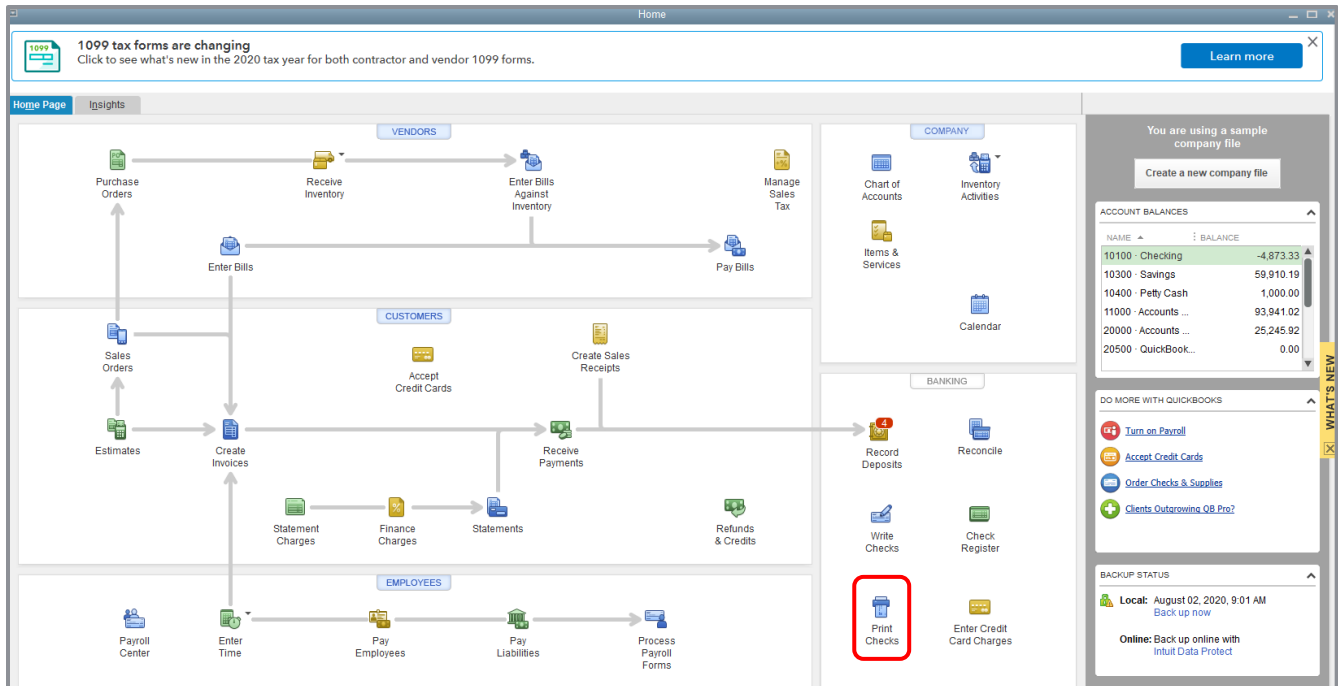 Home
1099
1099 tax forms are changing
Click to see what's new in the 2020 tax year for both contractor and vendor 1099 forms.
Learn more
Home Page
Insights
VENDORS
Purchase
Orders
Receive
Inventory
Enter Bills
Against
Inventory
Manage
Sales
Tax
Enter Bills
Pay Bills
CUSTOMERS
Sales
Orders
Accept
Credit Cards
Create Sales
Receipts
Estimates
Create
Invoices
Receive
Payments
Statement
Charges
Finance
Charges
Statements
Refunds
& Credits
EMPLOYEES
Payroll
Center
Enter
Time
Pay
Employees
Pay
Liabilities
Process
Payroll
Forms
COMPANY
Chart of
Accounts
Inventory
Activities
Items &
Services
Calendar
BANKING
4
Record
Deposits
Reconcile
Write
Checks
Check
Register
Print
Checks
Enter Credit
Card Charges
You are using a sample
company file
Create a new company file
ACCOUNT BALANCES
NAME BALANCE
10100 · Checking -4,873.33
10300 · Savings 59,910.19
10400 · Petty Cash 1,000.00
11000 · Accounts ... 93,941.02
20000 · Accounts ... 25,245.92
20500 · QuickBook... 0.00
WHAT'S NEW
DO MORE WITH QUICKBOOKS
Turn on Payroll
Accept Credit Cards
Order Checks & Supplies
Clients Outgrowing QB Pro?
BACKUP STATUS
Local: August 02, 2020, 9:01 AM
Back up now
Online: Back up online with
Intuit Data Protect